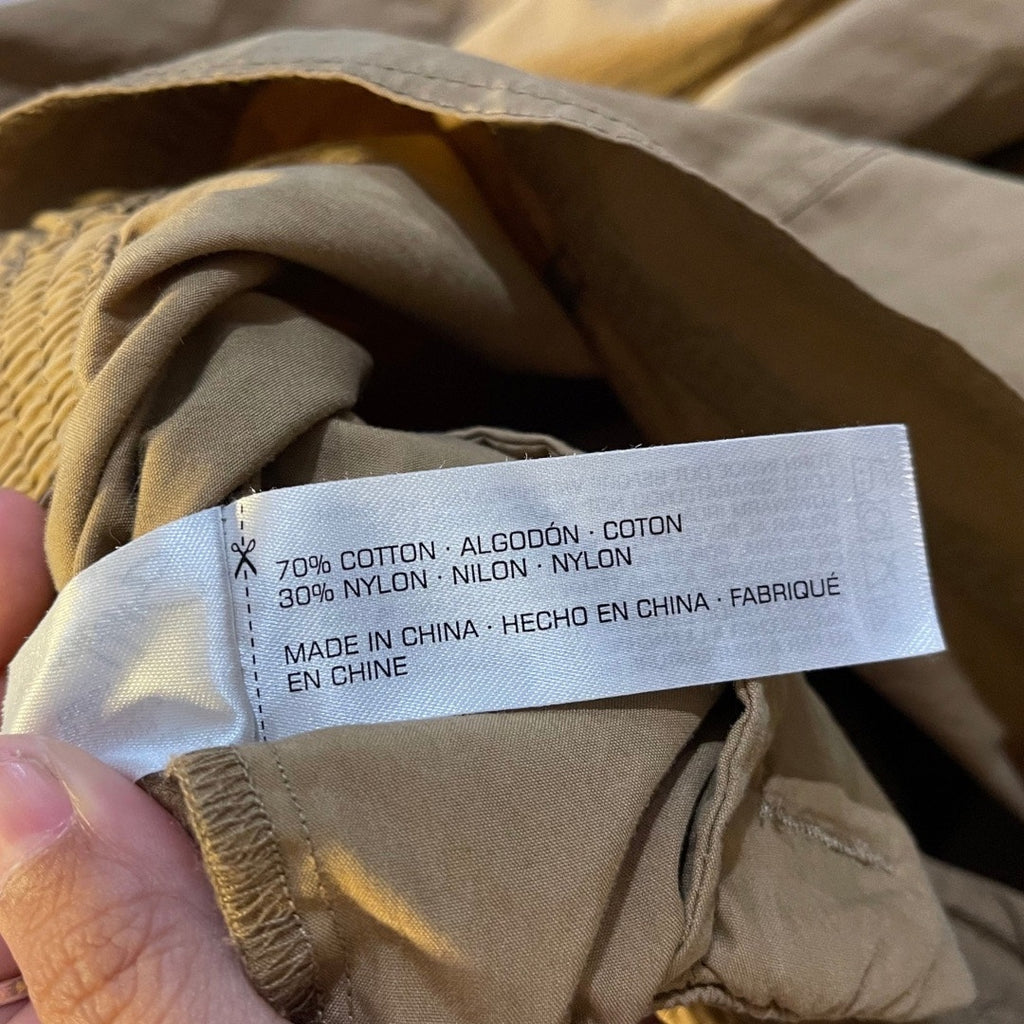 70% COTTON · ALGODÓN · COTON
30% NYLON · NILON · NYLON
MADE IN CHINA · HECHO EN CHINA · FABRIQUÉ
EN CHINE